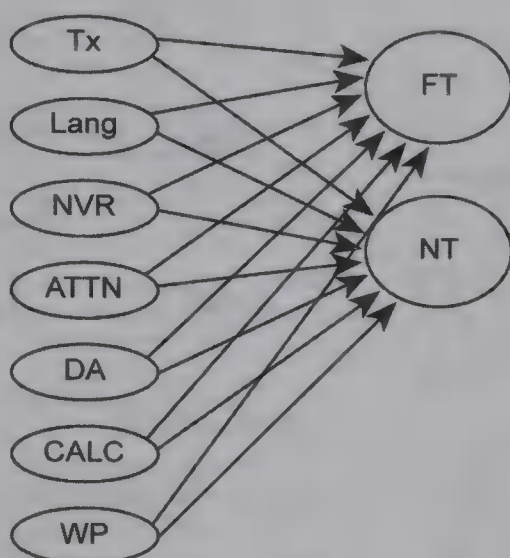 Tx
Lang
NVR
ATTN
DA
CALC
WP
FT
NT